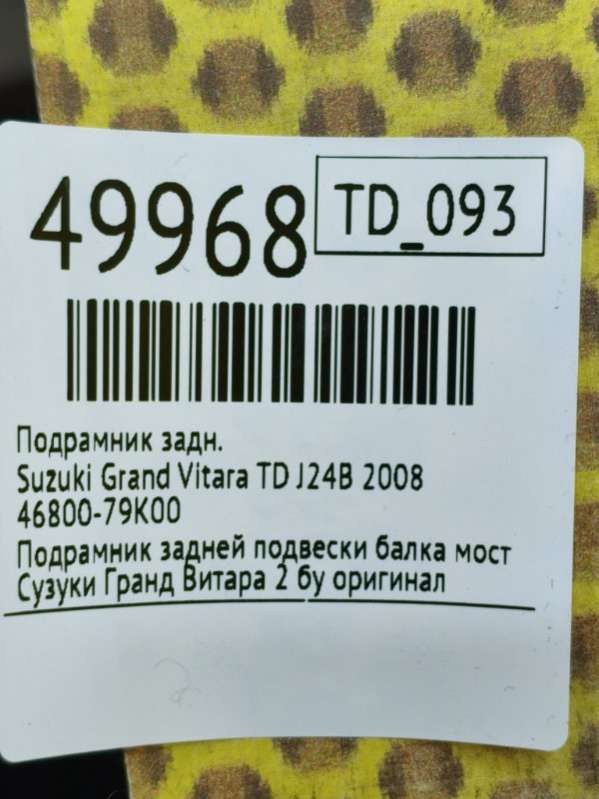 49968
TD_093
Подрамник задн.
Suzuki Grand Vitara TD J24B 2008
46800-79K00
Подрамник задней подвески балка мост
Сузуки Гранд Витара 2 бу оригинал